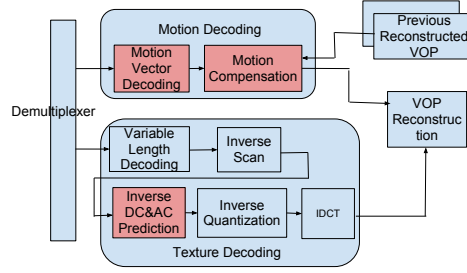 Motion Decoding
Previous
Reconstructed
VOP
Motion
Vector
Decoding
Motion
Compensation
Demultiplexer
VOP
Reconstruc
tion
Variable
Length
Decoding
Inverse
Scan
Inverse
DC&AC
Prediction
Inverse
Quantization
IDCT
Texture Decoding